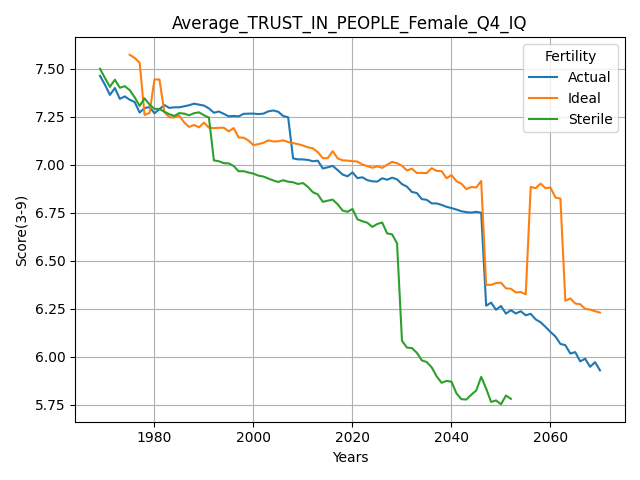 Average_TRUST_IN_PEOPLE_Female_Q4_IQ
Fertility
Actual
Ideal
Sterile
Score(3-9)
7.50
7.25
7.00
6.75
6.50
6.25
6.00
5.75
1980
2000
2020
2040
2060
Years